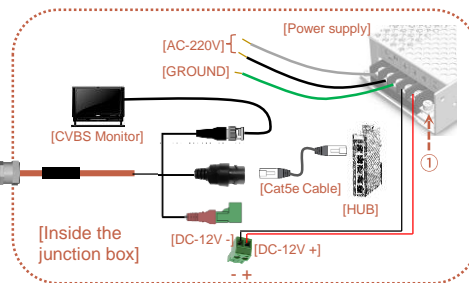 [Power supply]
[AC-220V]
[GROUND]
①
[CVBS Monitor]
[Cat5e Cable]
[HUB]
[DC-12V -]
[DC-12V +]
[Inside the
junction box]
- +